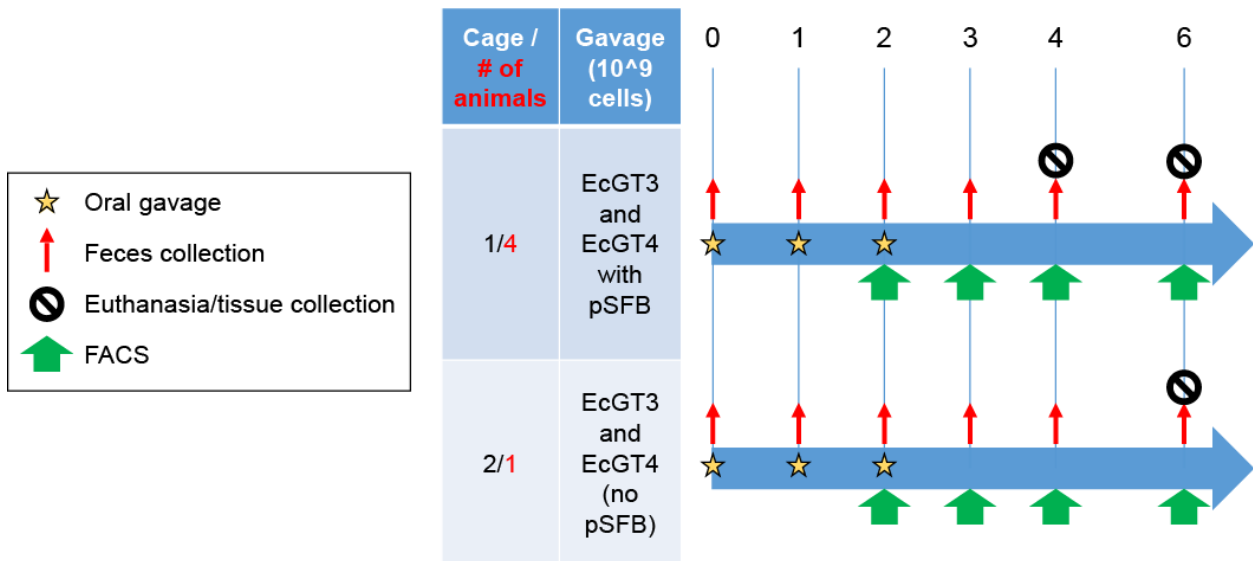 Cage /
# of
animals
Gavage
(10^9
cells)
0 1 2 3 4 6
Oral gavage
Feces collection
Euthanasia/tissue collection
FACS
1/4
EcGT3
and
EcGT4
with
pSFB
2/1
EcGT3
and
EcGT4
(no
pSFB)